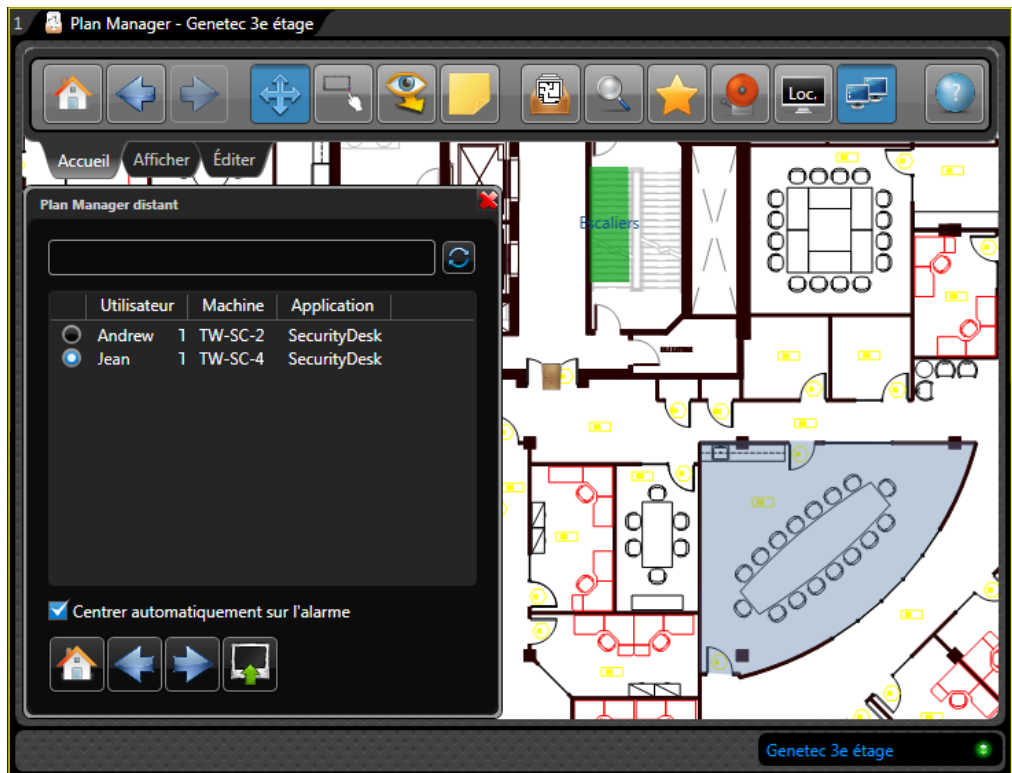 1 Plan Manager - Genetec 3e étage
Loc. ?
Accueil Afficher Éditer
Plan Manager distant
Utilisateur Machine Application
Andrew 1 TW-SC-2 SecurityDesk
Jean 1 TW-SC-4 SecurityDesk
Centrer automatiquement sur l'alarme
Escaliers
Genetec 3e étage